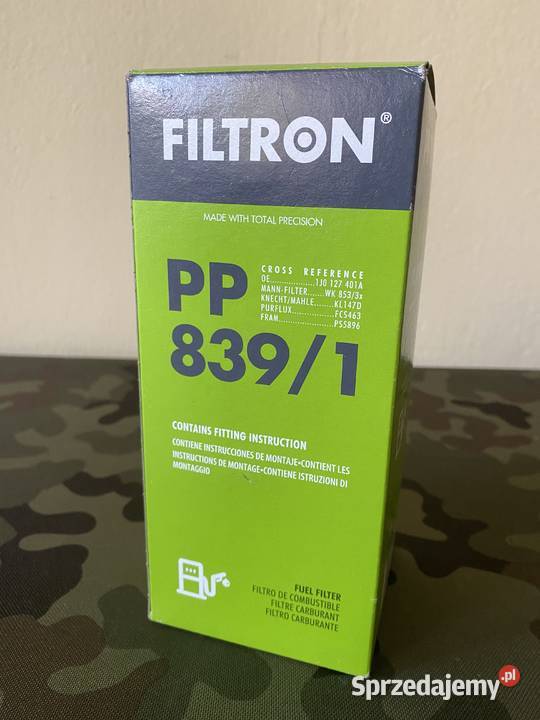 FILTRON®
MADE WITH TOTAL PRECISION
PP
839/1
CROSS REFERENCE
OE..................1J0 127 401A
MANN-FILTER......WK 853/3x
KNECHT/MAHLE........KL147D
PURFLUX................FCS463
FRAM.....................PS5896
CONTAINS FITTING INSTRUCTION
CONTIENE INSTRUCCIONES DE MONTAJE•CONTIENT LES
INSTRUCTIONS DE MONTAGE•CONTIENE ISTRUZIONI DI
MONTAGGIO
FUEL FILTER
FILTRO DE COMBUSTIBLE
FILTRE CARBURANT
FILTRO CARBURANTE
Sprzedajemy.pl